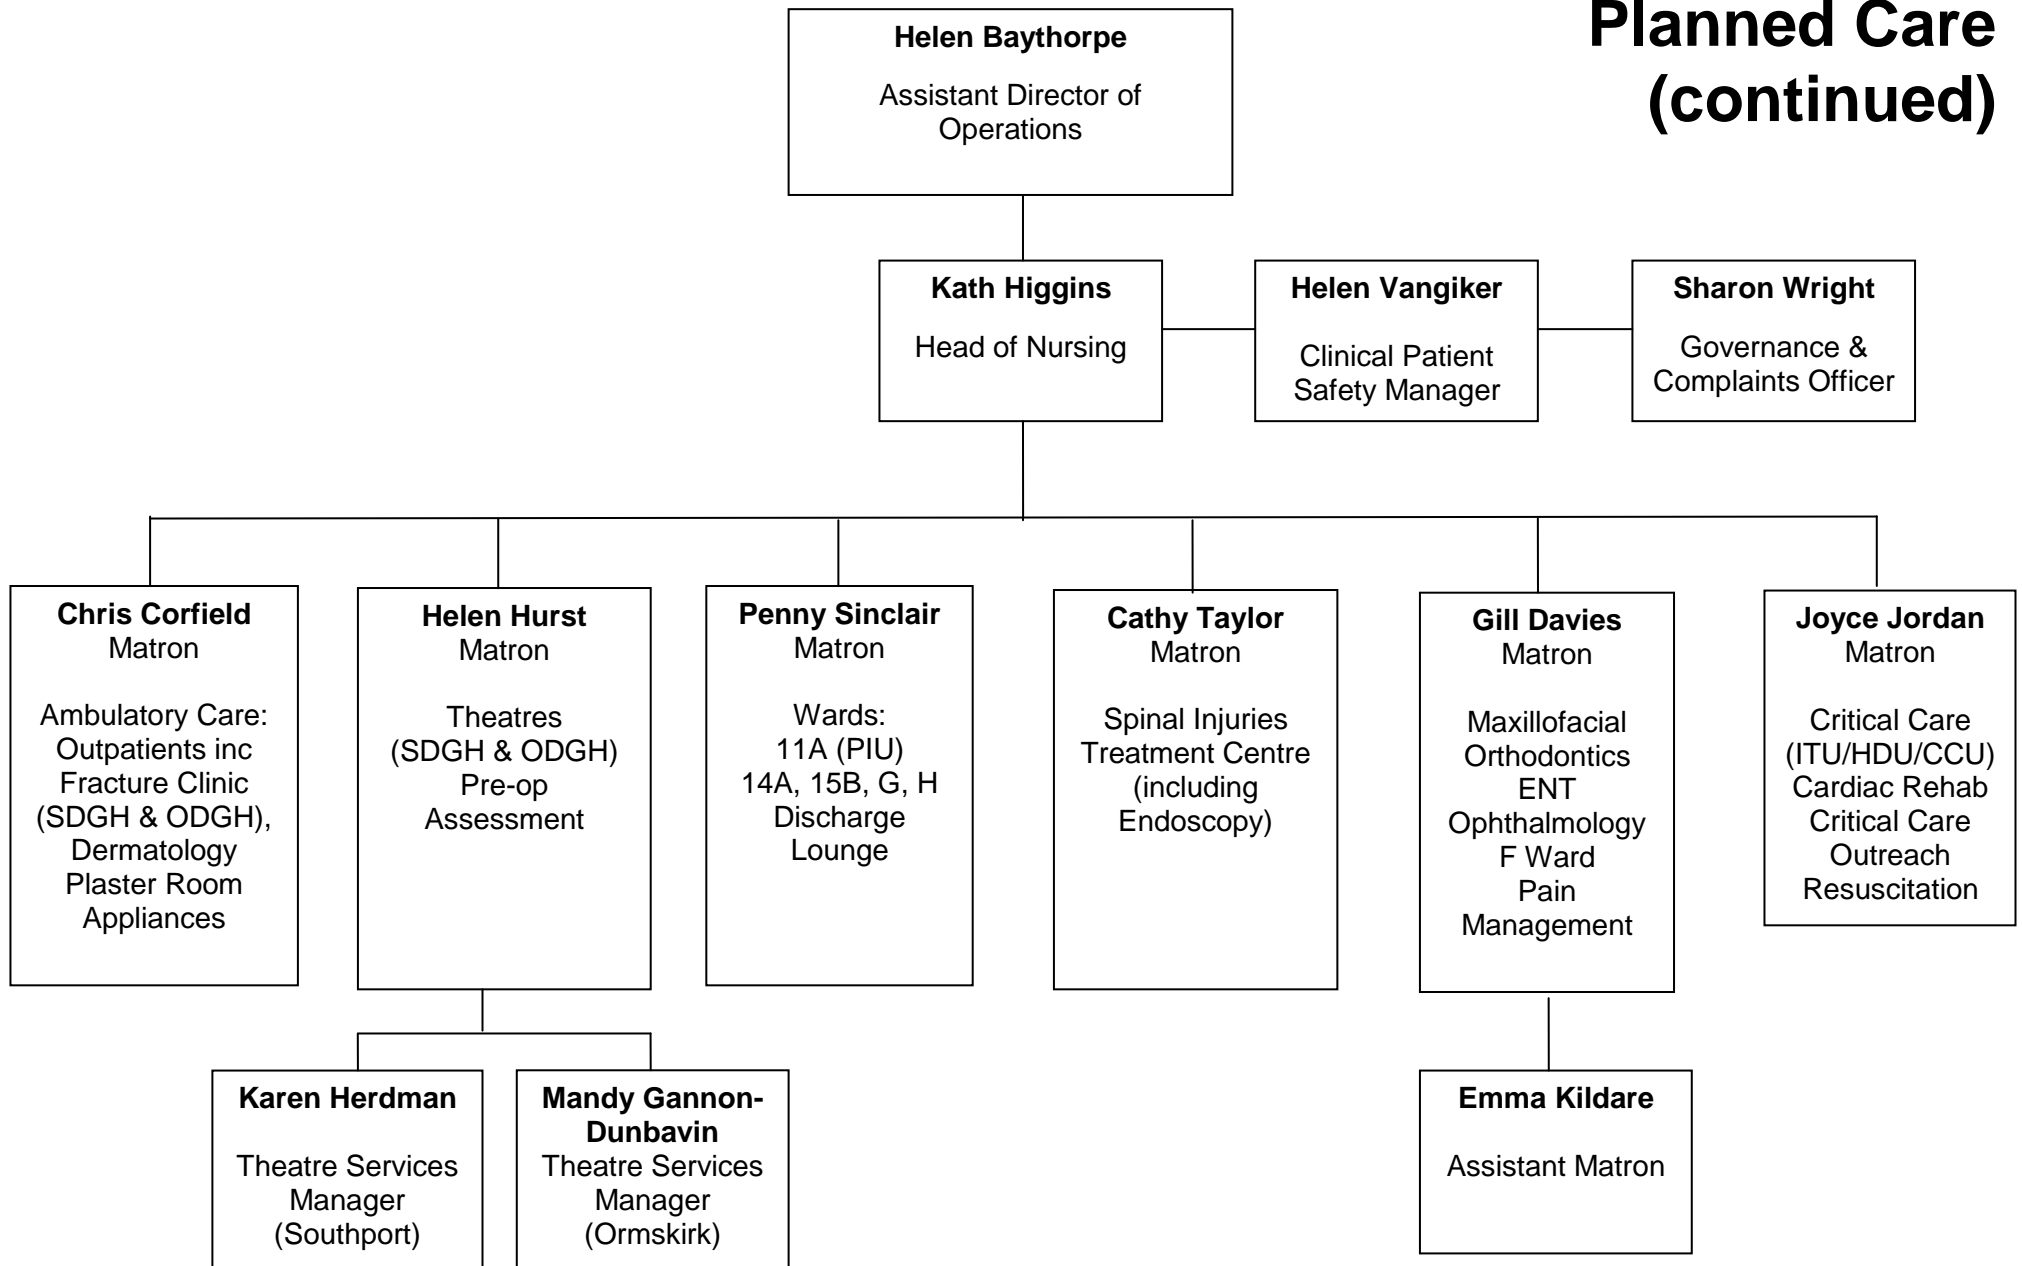 Planned Care
(continued)
Helen Baythorpe
Assistant Director of
Operations
Kath Higgins
Head of Nursing
Helen Vangiker
Clinical Patient
Safety Manager
Sharon Wright
Governance &
Complaints Officer
Chris Corfield
Matron
Ambulatory Care:
Outpatients inc
Fracture Clinic
(SDGH & ODGH),
Dermatology
Plaster Room
Appliances
Helen Hurst
Matron
Theatres
(SDGH & ODGH)
Pre-op
Assessment
Penny Sinclair
Matron
Wards:
11A (PIU)
14A, 15B, G, H
Discharge
Lounge
Cathy Taylor
Matron
Spinal Injuries
Treatment Centre
(including
Endoscopy)
Gill Davies
Matron
Maxillofacial
Orthodontics
ENT
Ophthalmology
F Ward
Pain
Management
Joyce Jordan
Matron
Critical Care
(ITU/HDU/CCU)
Cardiac Rehab
Critical Care
Outreach
Resuscitation
Karen Herdman
Theatre Services
Manager
(Southport)
Mandy Gannon-
Dunbavin
Theatre Services
Manager
(Ormskirk)
Emma Kildare
Assistant Matron